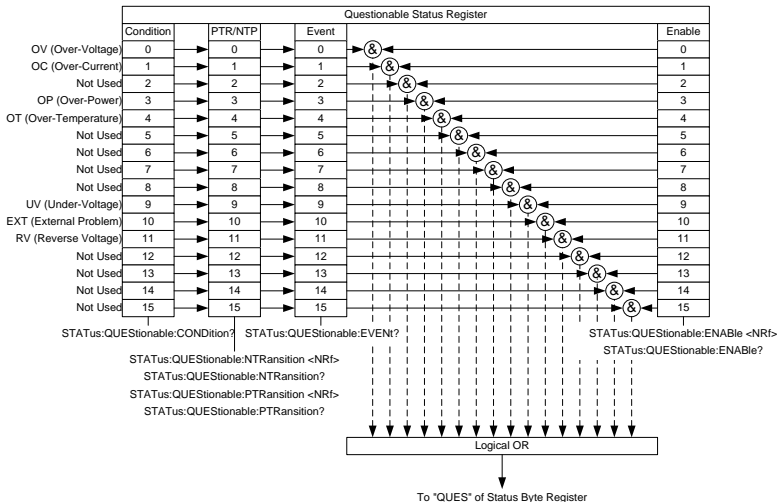 Questionable Status Register
Condition PTR/NTP Event Enable
OV (Over-Voltage) 0 0 0 & 0
OC (Over-Current) 1 1 1 & 1
Not Used 2 2 2 & 2
OP (Over-Power) 3 3 3 & 3
OT (Over-Temperature) 4 4 4 & 4
Not Used 5 5 5 & 5
Not Used 6 6 6 & 6
Not Used 7 7 7 & 7
Not Used 8 8 8 & 8
UV (Under-Voltage) 9 9 9 & 9
EXT (External Problem) 10 10 10 & 10
RV (Reverse Voltage) 11 11 11 & 11
Not Used 12 12 12 & 12
Not Used 13 13 13 & 13
Not Used 14 14 14 & 14
Not Used 15 15 15 & 15
STATus:QUEStionable:CONDition? STATus:QUEStionable:EVENt? STATus:QUEStionable:ENABle <NRf>
STATus:QUEStionable:ENABle?
STATus:QUEStionable:NTRansition <NRf>
STATus:QUEStionable:NTRansition?
STATus:QUEStionable:PTRansition <NRf>
STATus:QUEStionable:PTRansition?
Logical OR
To "QUES" of Status Byte Register